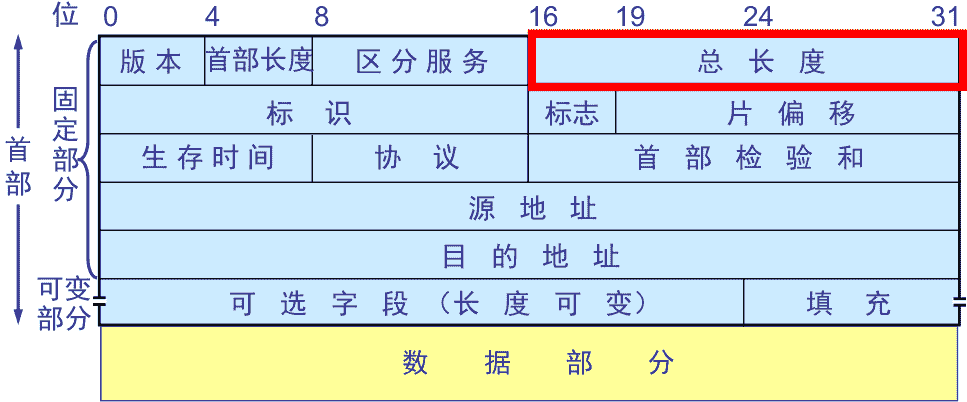 位 0 4 8 16 19 24 31
版本 首部长度 区分服务 总长度
标识 标志 片偏移
生存时间 协议 首部检验和
源地址
目的地址
可选字段（长度可变） 填充
数据部分
首部
固定部分
可变部分